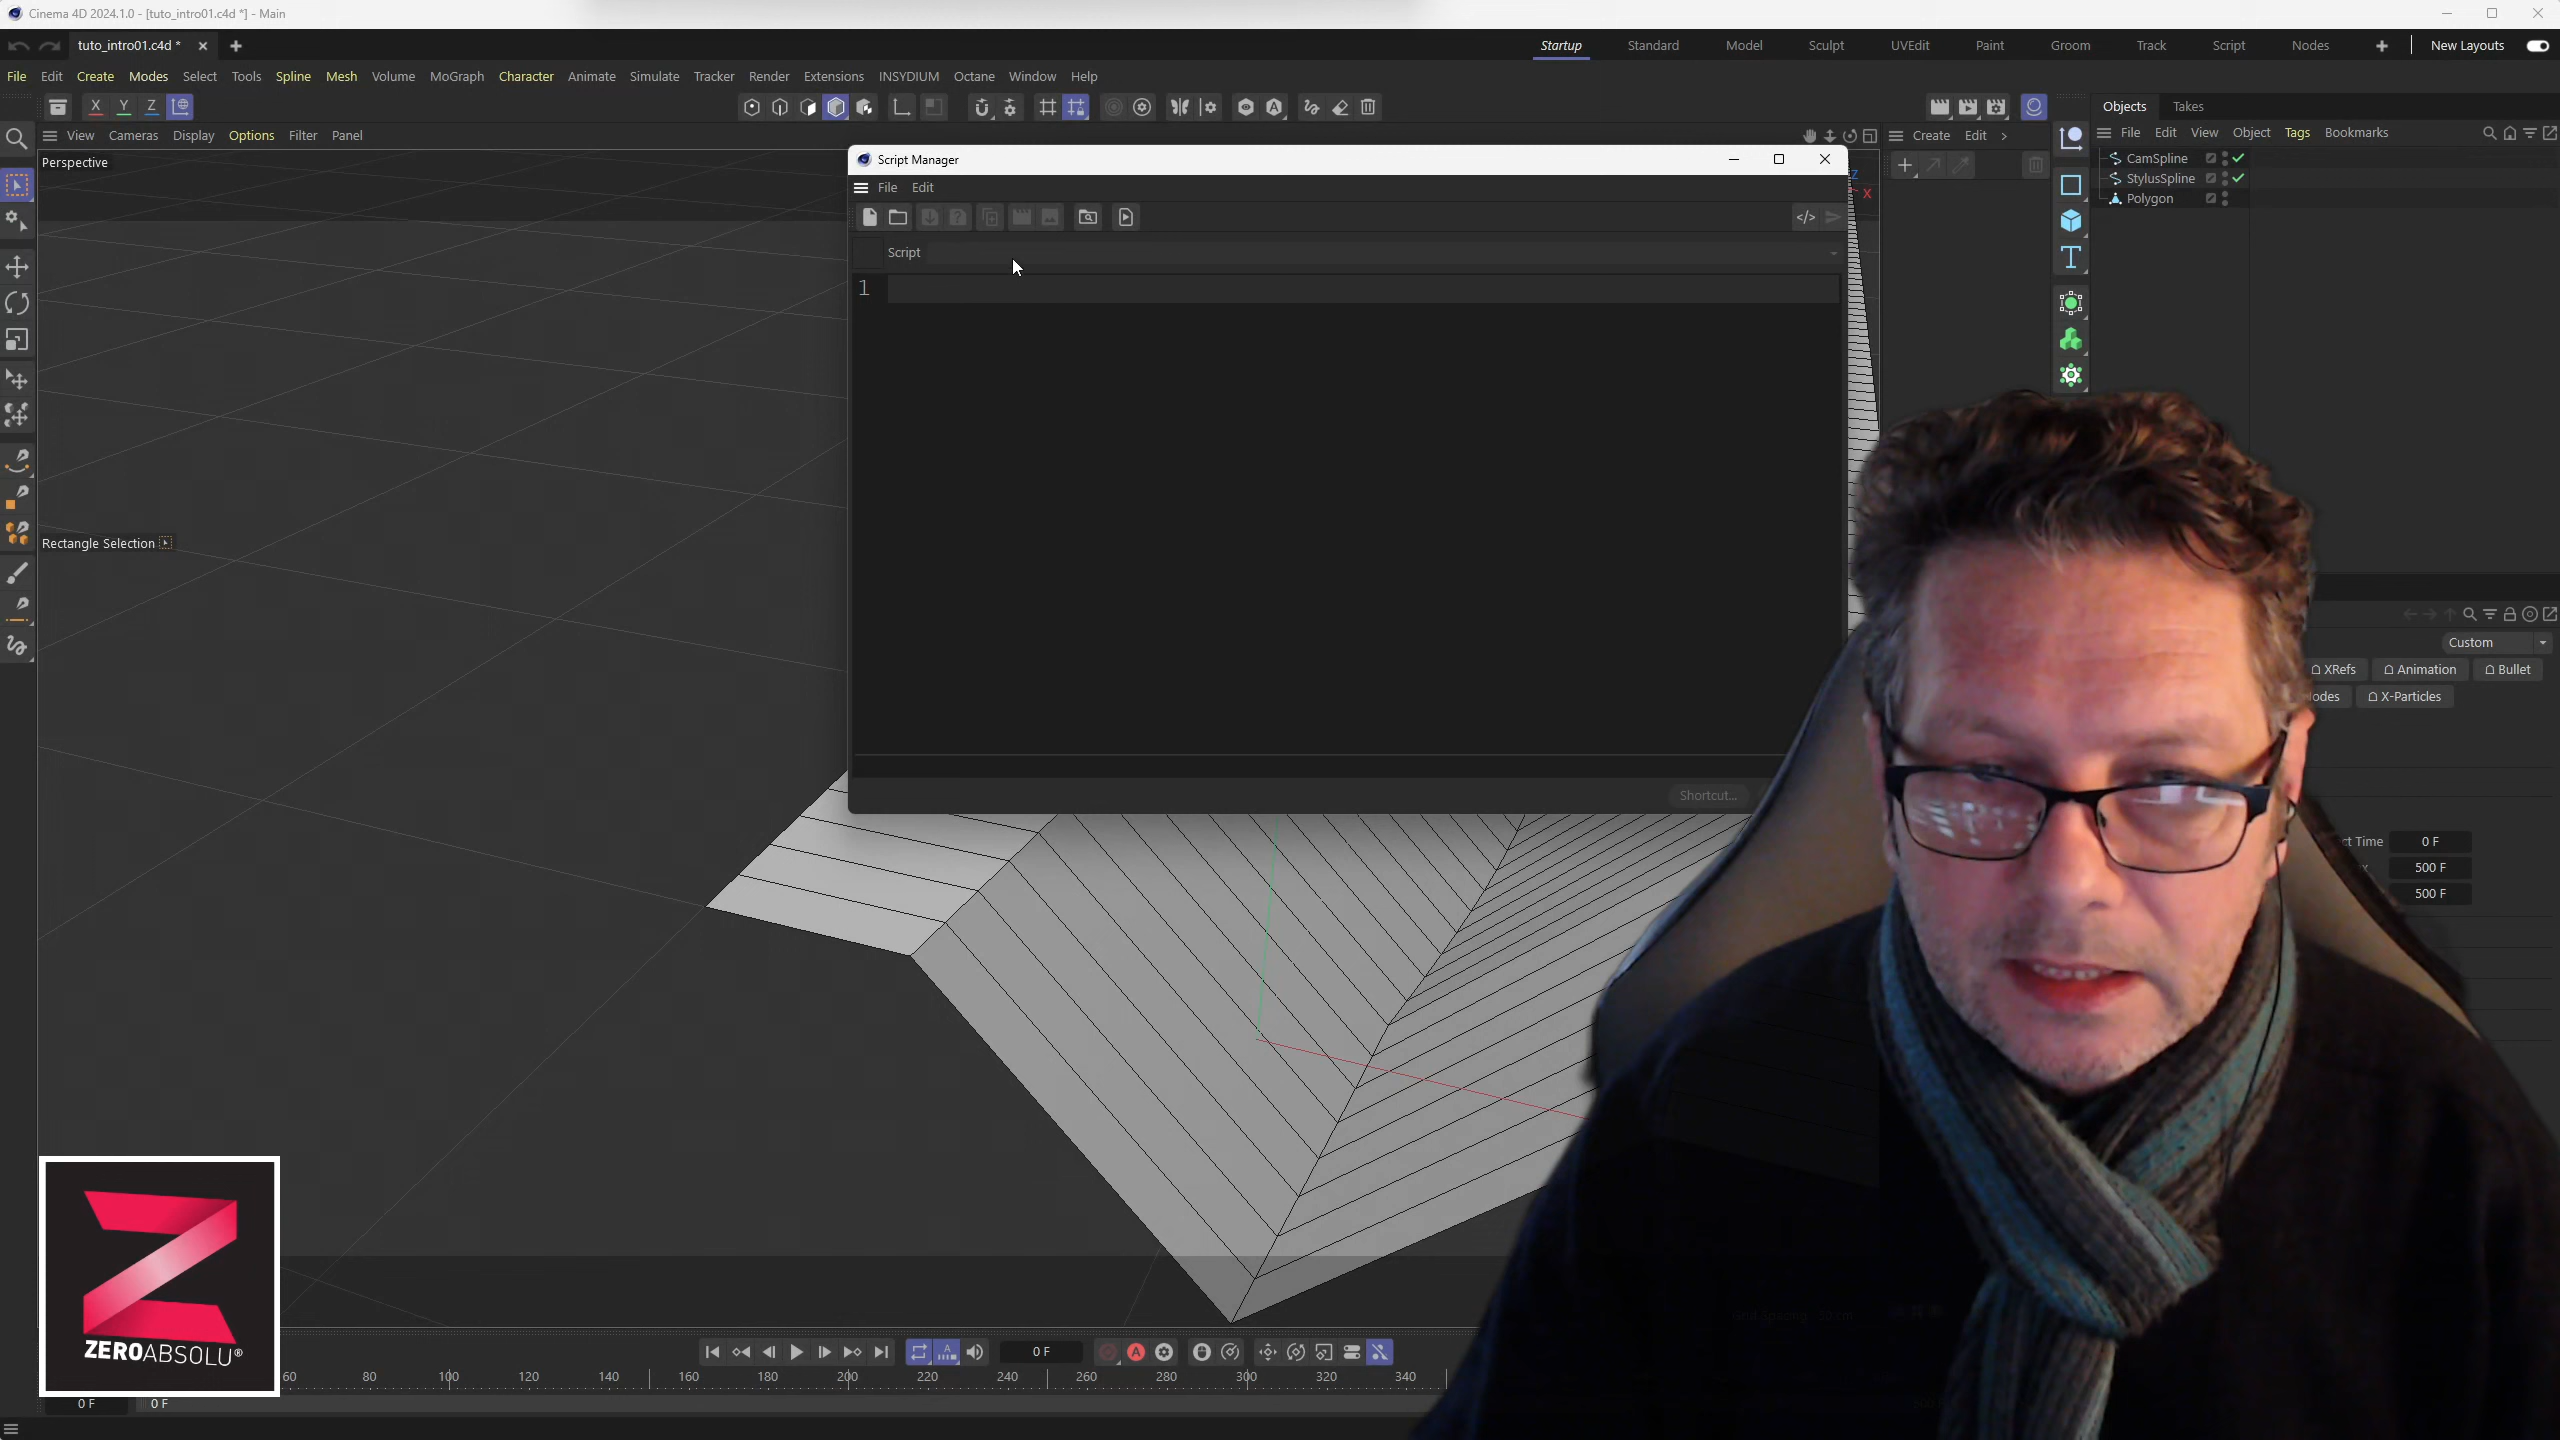 Cinema 4D 2024.1.0 - [tuto_intro01.c4d *] - Main
tuto_intro01.c4d *
Startup Standard Model Sculpt UVEdit Paint Groom Track Script Nodes New Layouts
File Edit Create Modes Select Tools Spline Mesh Volume MoGraph Character Animate Simulate Tracker Render Extensions INSYDIUM Octane Window Help
X Y Z
Objects Takes
View Cameras Display Options Filter Panel
Create Edit
File Edit View Object Tags Bookmarks
Perspective
Script Manager
File Edit
Script
1
Z
X
CamSpline
StylusSpline
Polygon
Rectangle Selection
Custom
XRefs Animation Bullet
X-Particles
Shortcut...
Time 0 F
500 F
500 F
ZEROABSOLU®
0 F
60 80 100 120 140 160 180 200 220 240 260 280 300 320 340
0 F 0 F